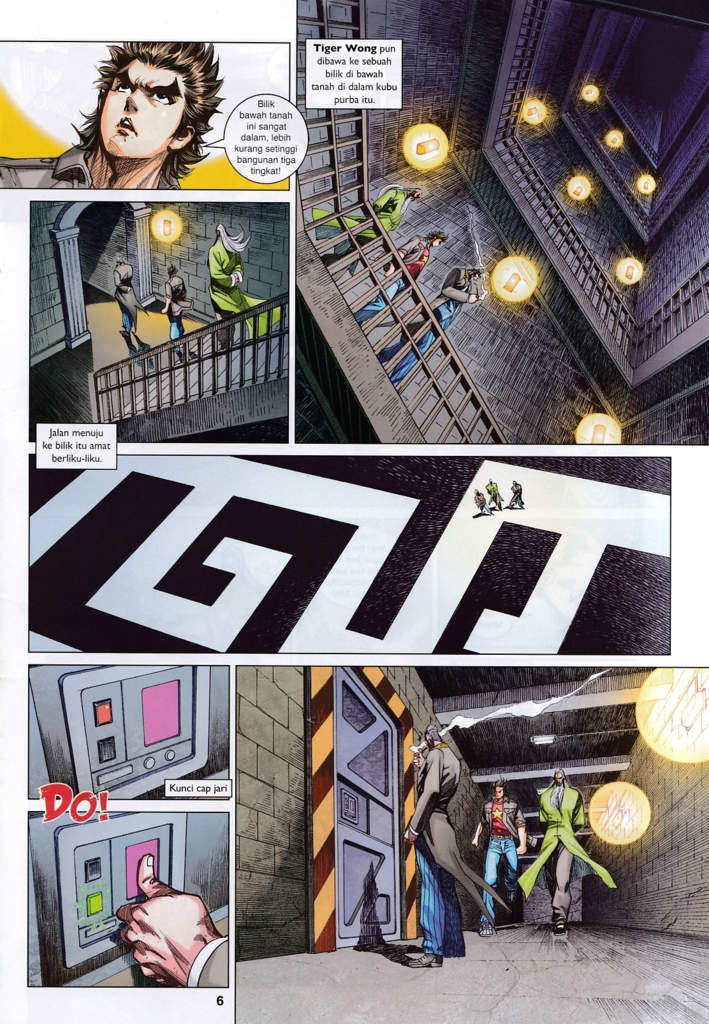 Tiger Wong pun
dibawa ke sebuah
bilik di bawah
tanah di dalam kubu
purba itu.
Bilik
bawah tanah
ini sangat
dalam, lebih
kurang setinggi
bangunan tiga
tingkat!
Jalan menuju
ke bilik itu amat
berliku-liku.
Kunci cap jari
DO!
6